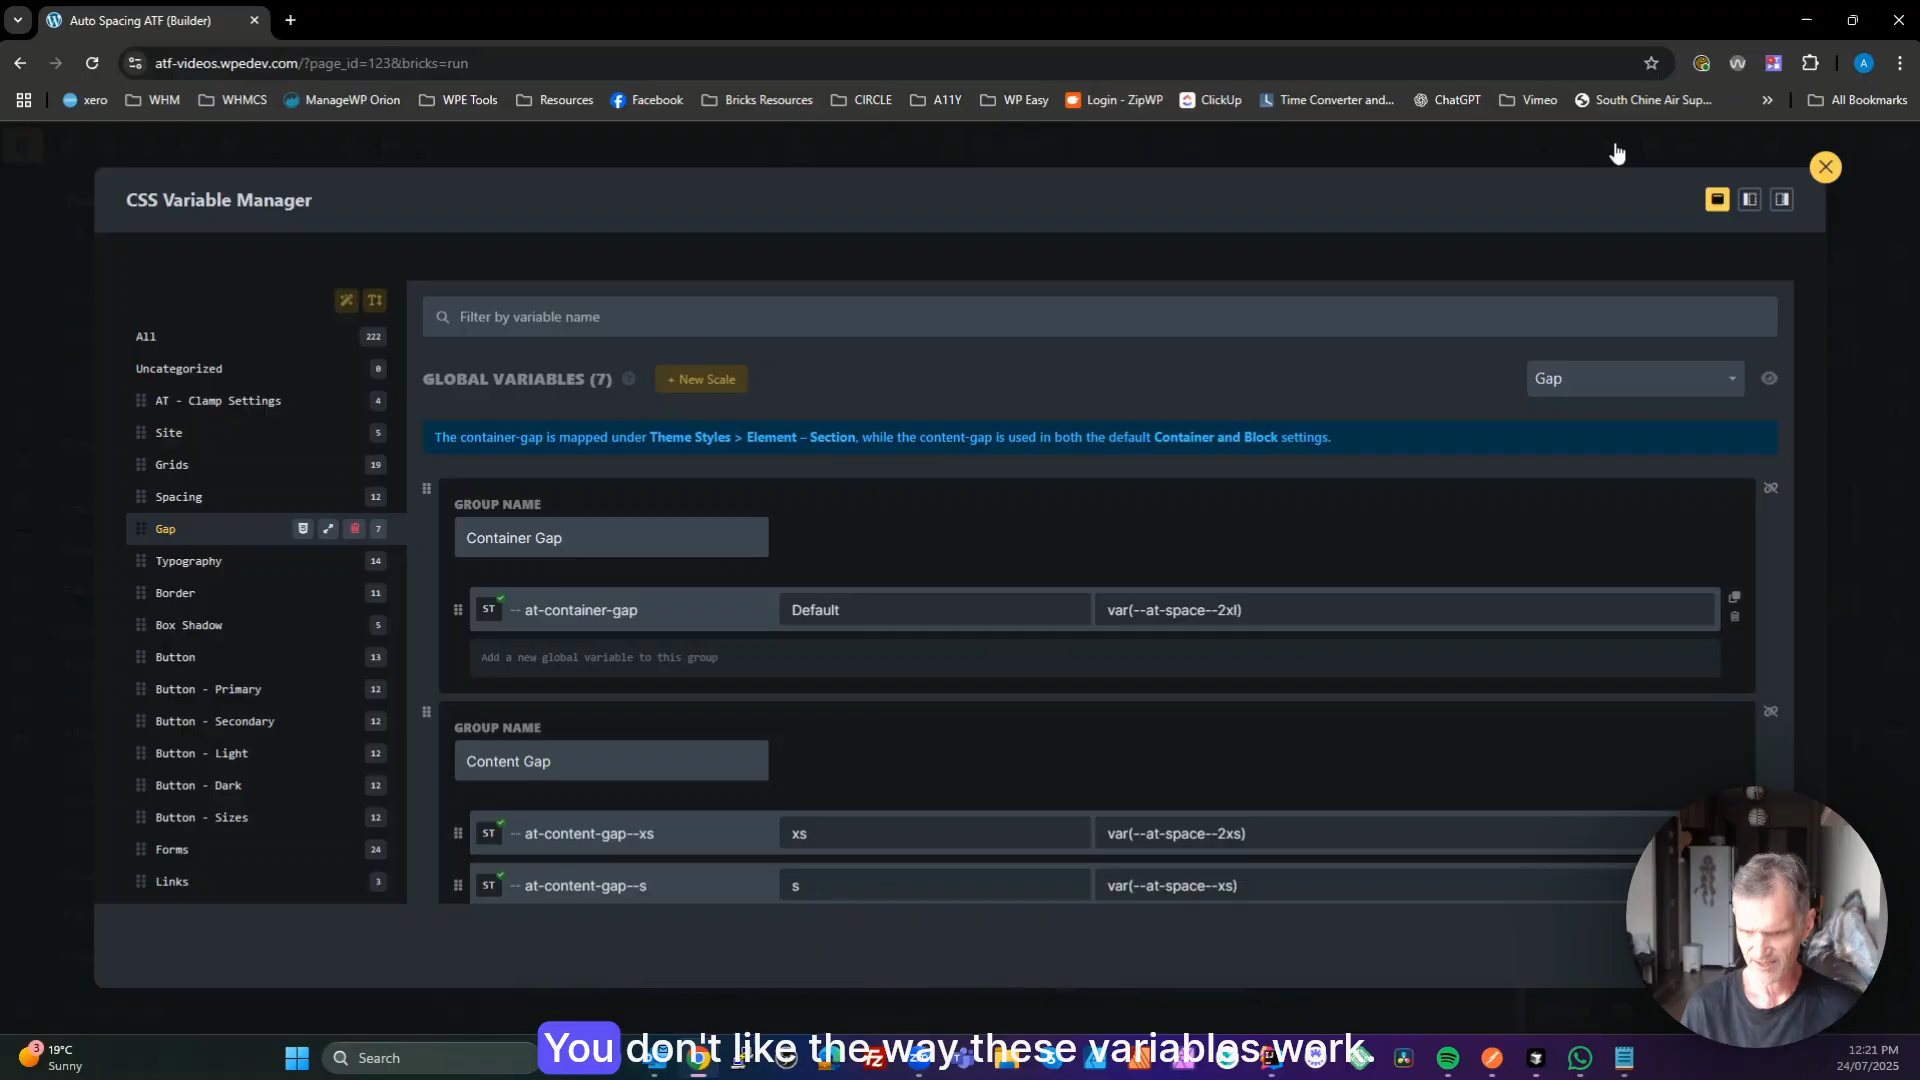 Auto Spacing ATF (Builder)
atf-videos.wpedev.com/?page_id=123&bricks=run
xero WHM WHMCS ManageWP Orion WPE Tools Resources Facebook Bricks Resources CIRCLE A11Y WP Easy Login - ZipWP ClickUp Time Converter and... ChatGPT Vimeo South Chine Air Sup... All Bookmarks
CSS Variable Manager
All 222
Uncategorized 0
AT - Clamp Settings 4
Site 5
Grids 19
Spacing 12
Gap 7
Typography 14
Border 11
Box Shadow 5
Button 13
Button - Primary 12
Button - Secondary 12
Button - Light 12
Button - Dark 12
Button - Sizes 12
Forms 24
Links 3
Filter by variable name
GLOBAL VARIABLES (7) + New Scale Gap
The container-gap is mapped under Theme Styles > Element – Section, while the content-gap is used in both the default Container and Block settings.
GROUP NAME
Container Gap
ST -- at-container-gap Default var(--at-space--2xl)
Add a new global variable to this group
GROUP NAME
Content Gap
ST -- at-content-gap--xs xs var(--at-space--2xs)
ST -- at-content-gap--s s var(--at-space--xs)
You don't like the way these variables work.
3 19°C
Sunny
Search
12:21 PM
24/07/2025